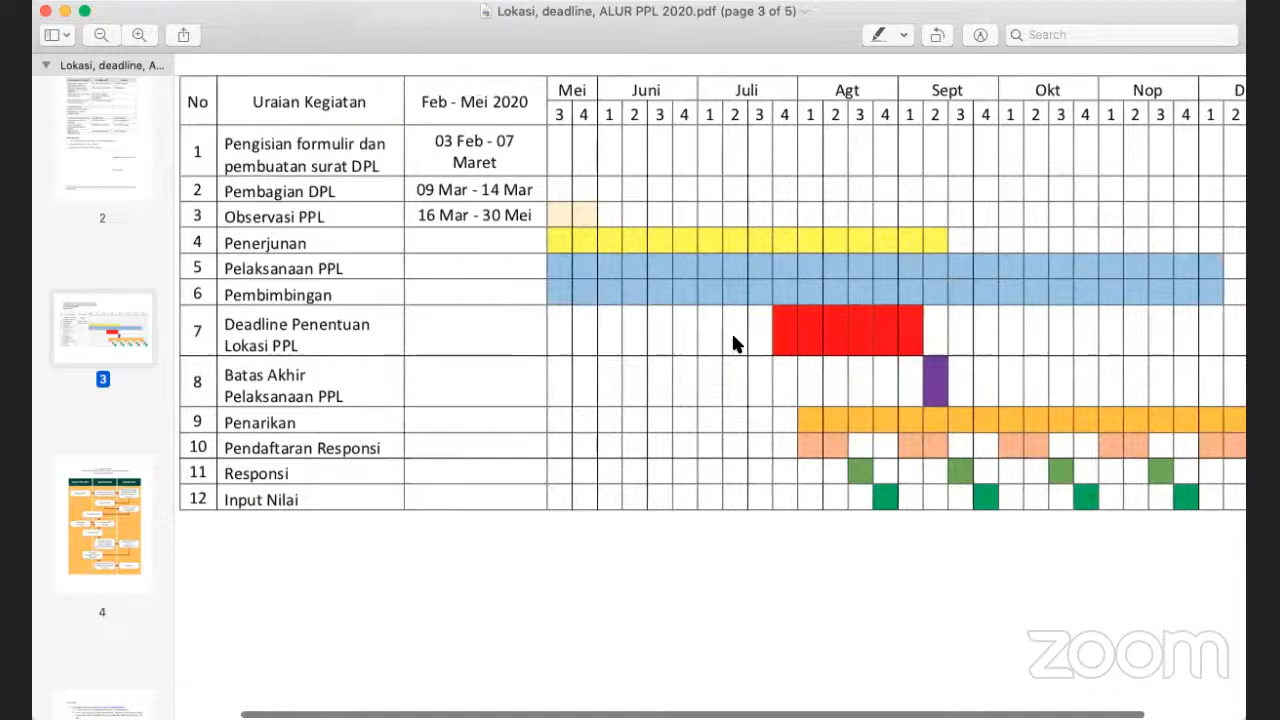 Lokasi, deadline, ALUR PPL 2020.pdf (page 3 of 5)
Search
Lokasi, deadline, A...
2
3
4
No Uraian Kegiatan Feb - Mei 2020 Mei Juni Juli Agt Sept Okt Nop D
3 4 1 2 3 4 1 2 3 4 1 2 3 4 1 2 3 4 1 2 3 4 1 2 3 4 1 2
1 Pengisian formulir dan pembuatan surat DPL 03 Feb - 07 Maret
2 Pembagian DPL 09 Mar - 14 Mar
3 Observasi PPL 16 Mar - 30 Mei
4 Penerjunan
5 Pelaksanaan PPL
6 Pembimbingan
7 Deadline Penentuan Lokasi PPL
8 Batas Akhir Pelaksanaan PPL
9 Penarikan
10 Pendaftaran Responsi
11 Responsi
12 Input Nilai
zoom